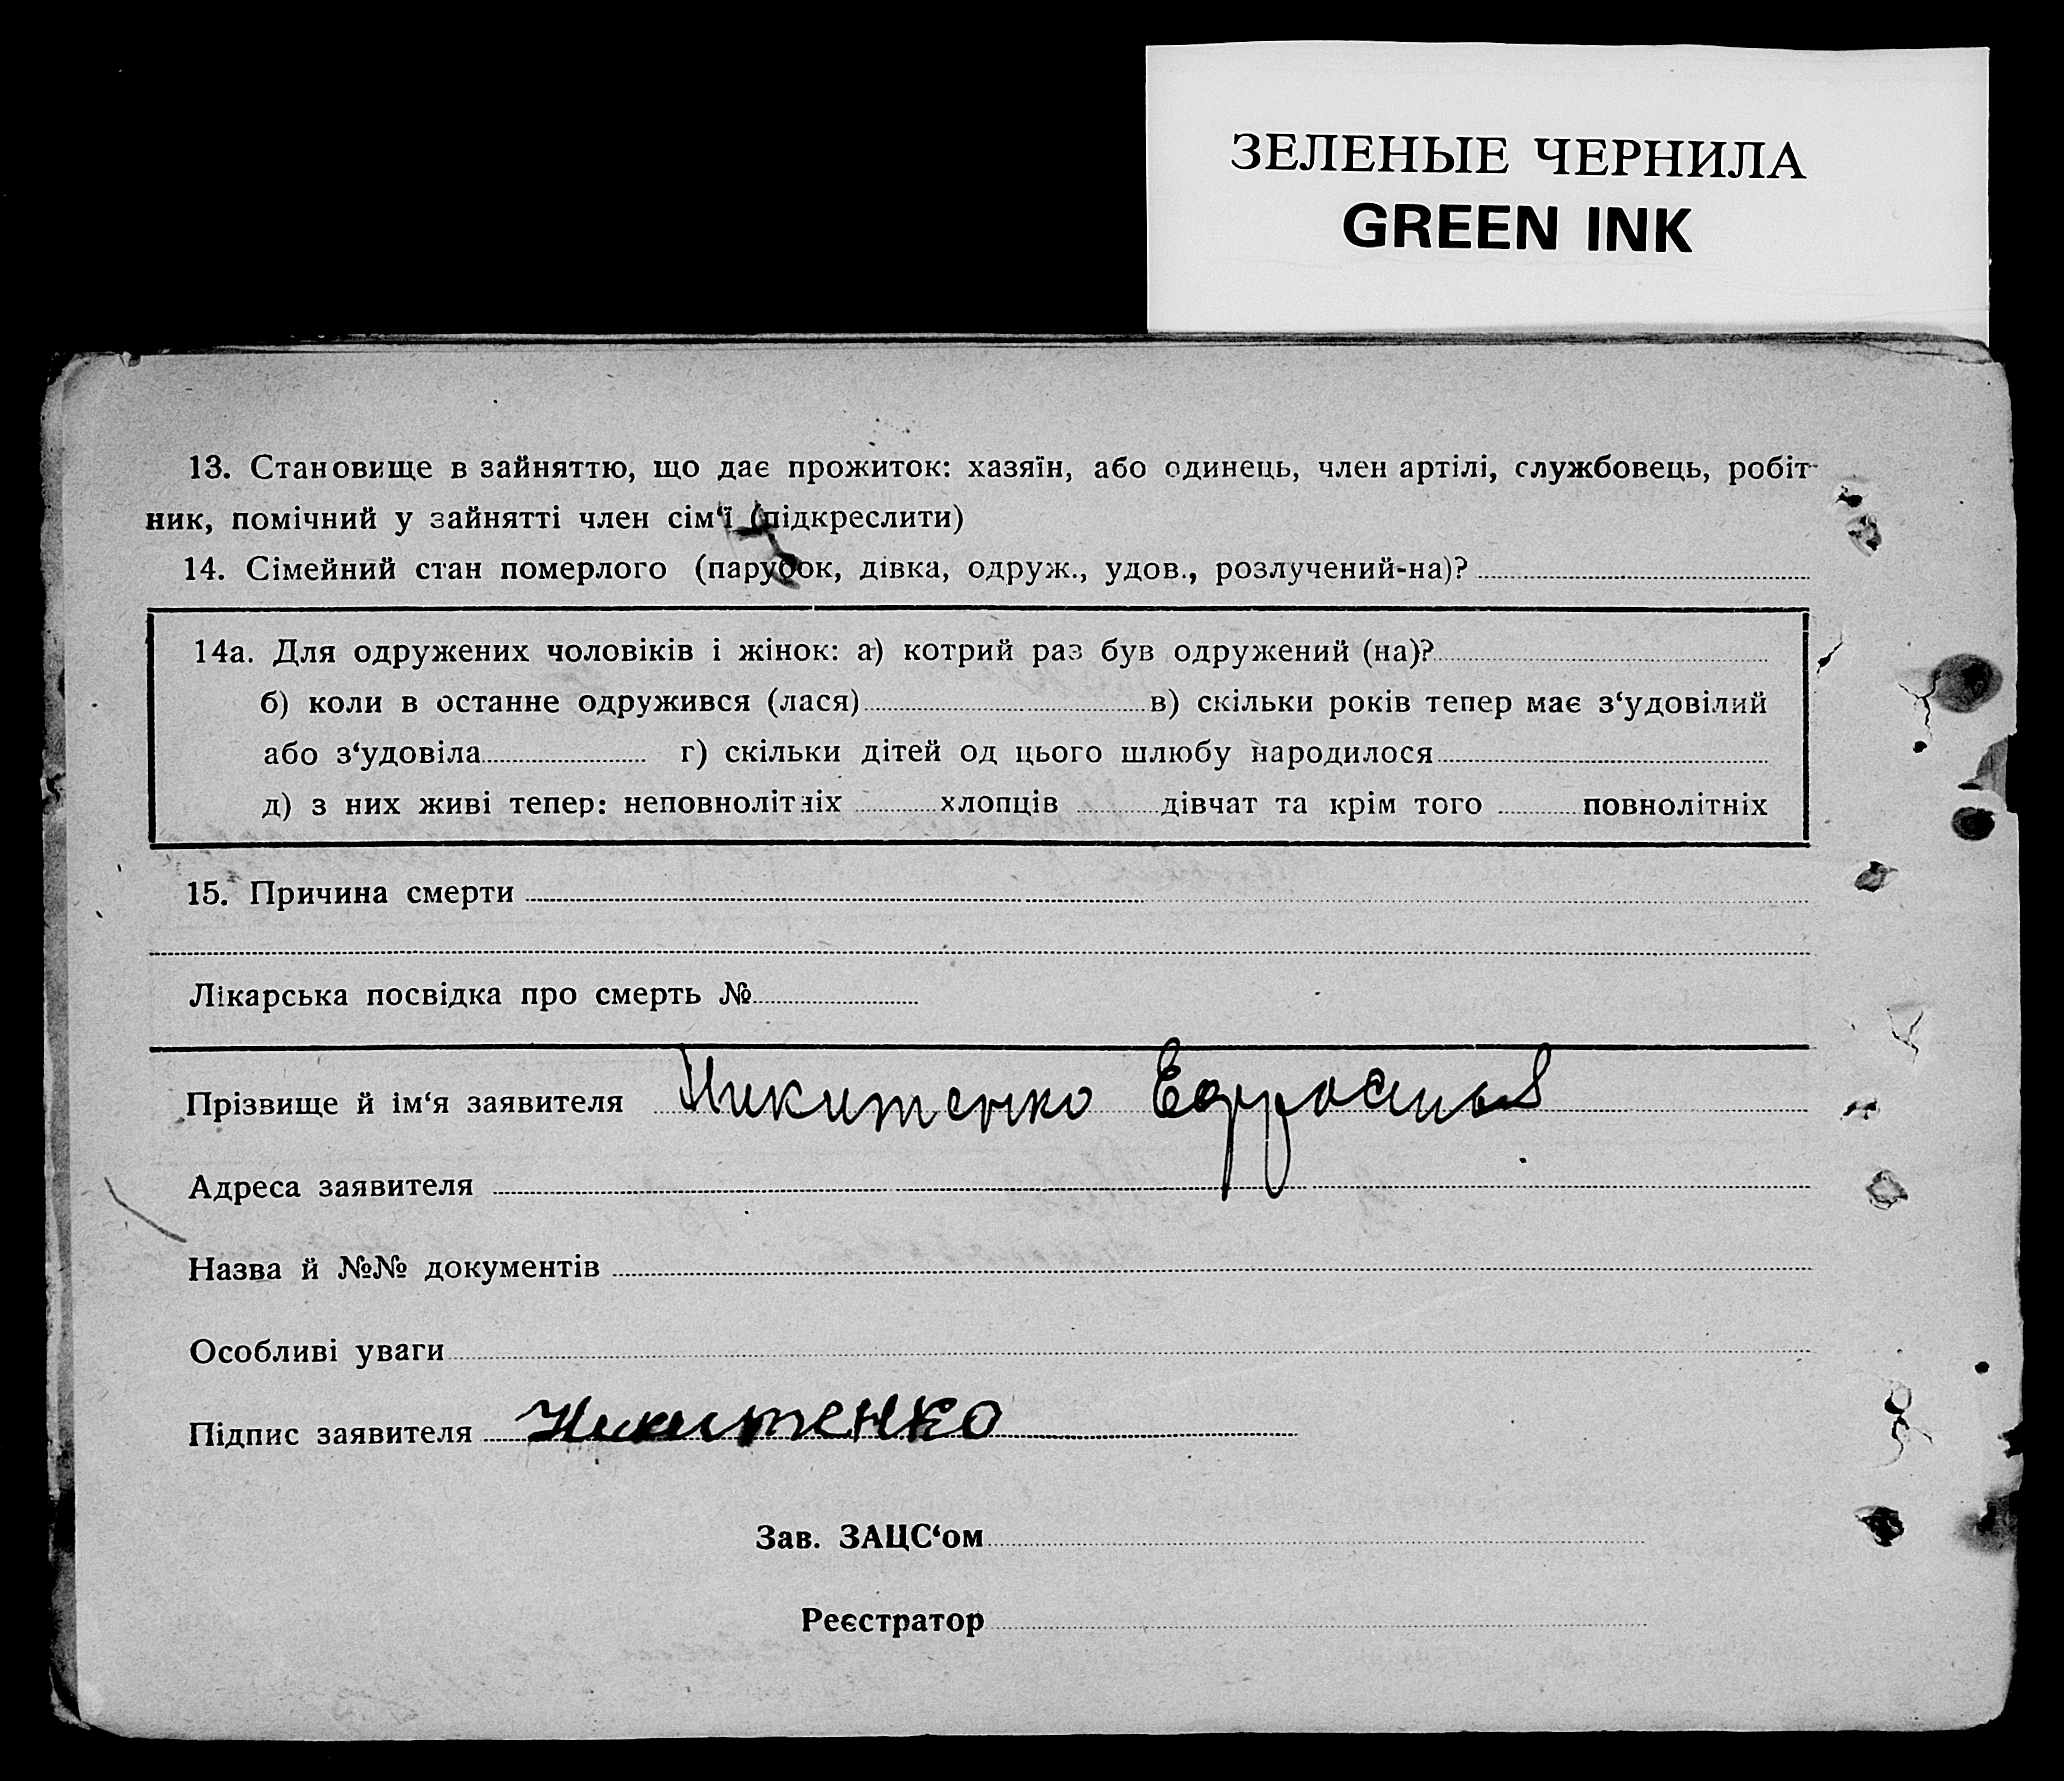 ЗЕЛЕНЫЕ ЧЕРНИЛА
GREEN INK
13. Становище в зайняттю, що дає прожиток: хазяїн, або одинець, член артілі, службовець, робіт-
ник, помічний у зайнятті член сім‘ї (підкреслити)
14. Сімейний стан померлого (парубок, дівка, одруж., удов., розлучений-на)?
14а. Для одружених чоловіків і жінок: а) котрий раз був одружений (на)?
б) коли в останне одружився (лася) в) скільки років тепер має з‘удовілий
або з‘удовіла г) скільки дітей од цього шлюбу народилося
д) з них живі тепер: неповнолітніх хлопців дівчат та крім того повнолітніх
15. Причина смерти
Лікарська посвідка про смерть №
Прізвище й ім‘я заявителя Никитенко Ефросинья
Адреса заявителя
Назва й №№ документів
Особливі уваги
Підпис заявителя Никитенко
Зав. ЗАЦС‘ом
Реєстратор